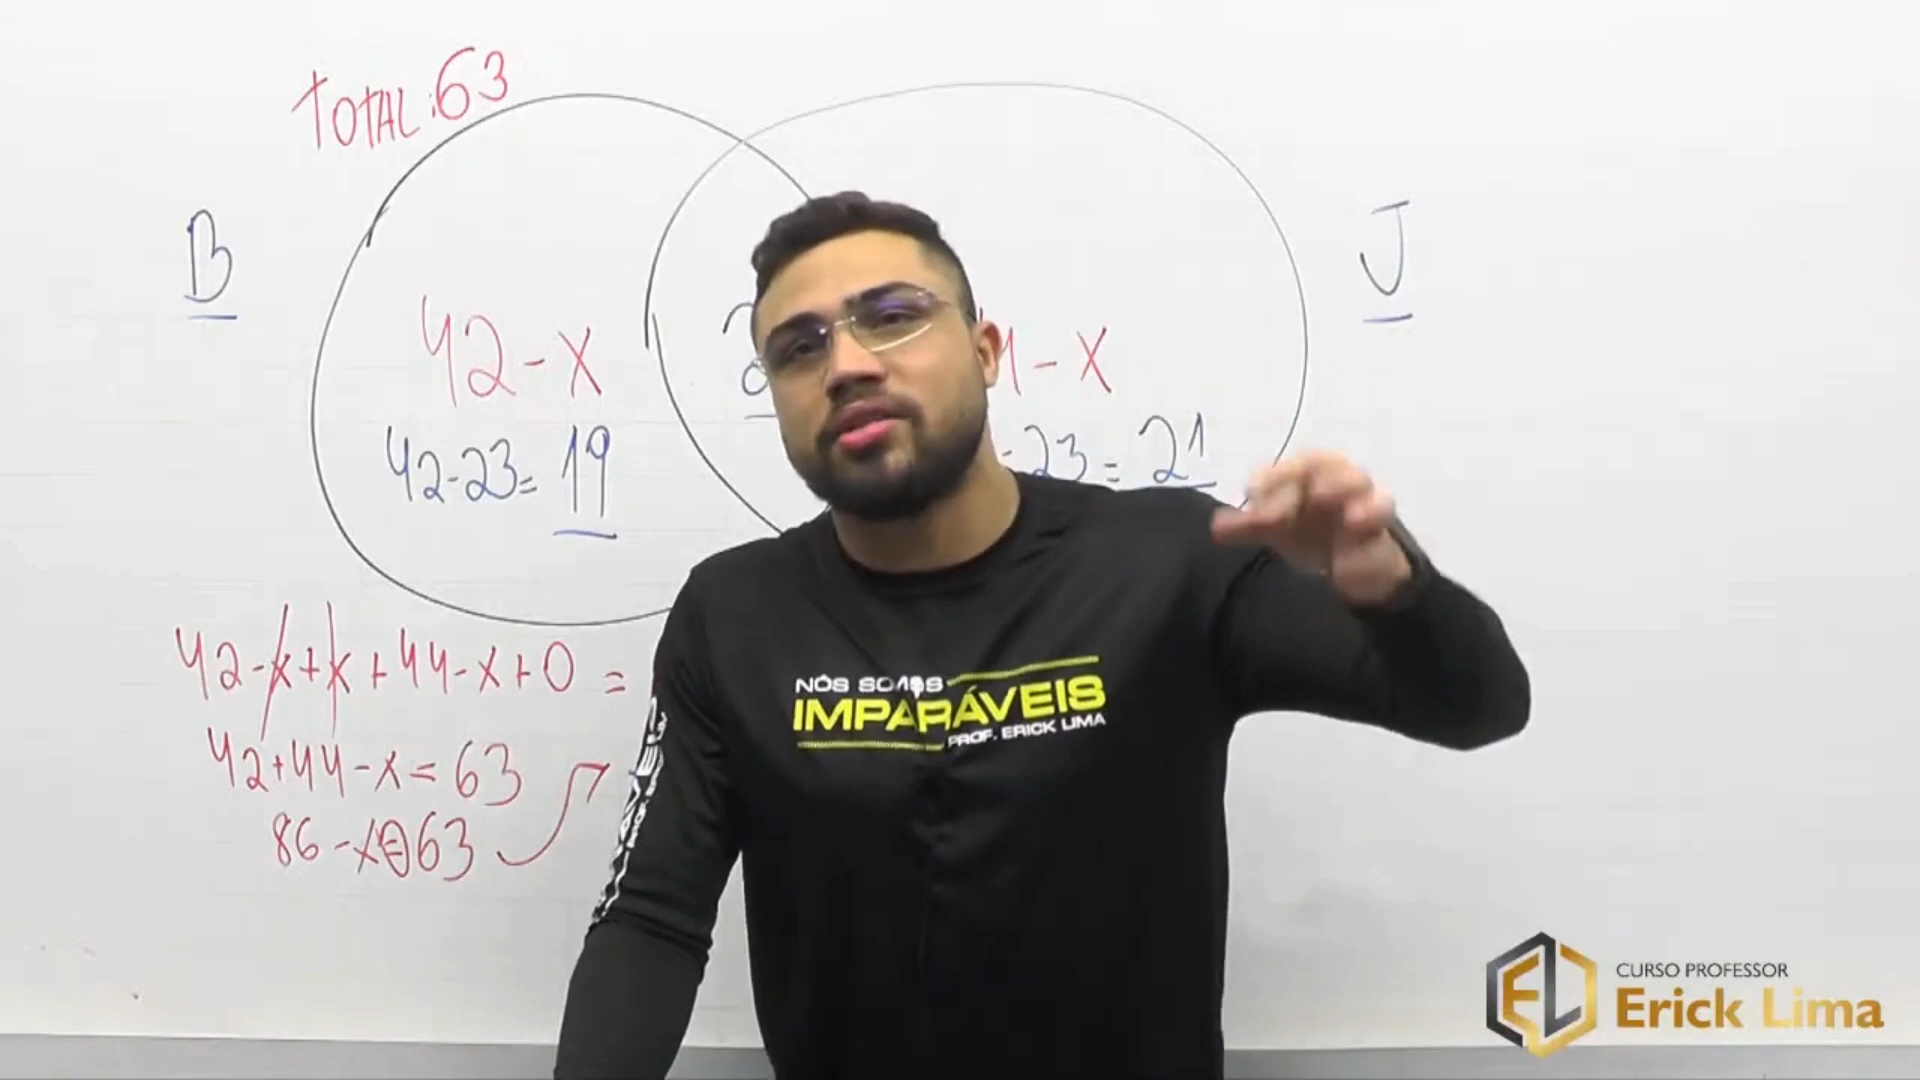 TOTAL: 63
B
J
42-x
-x
42-23= 19
-23= 21
42-x+x+44-x+0 =
42+44-x=63
86-x=63
NÓS SOMOS
IMPARÁVEIS
PROF. ERICK LIMA
CURSO PROFESSOR
Erick Lima